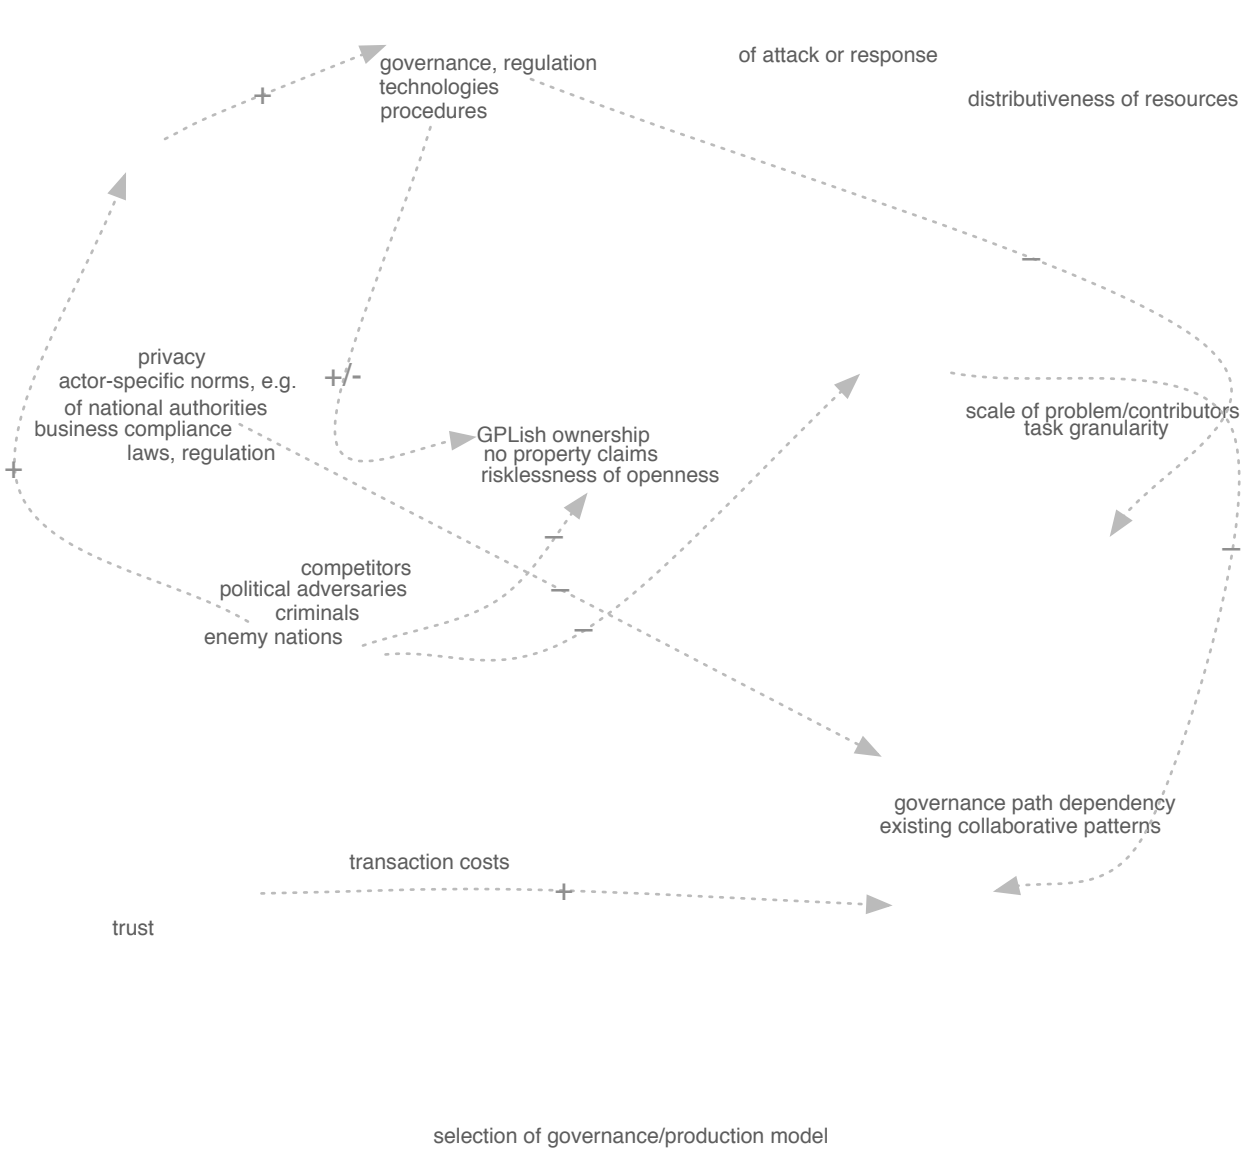 of attack or response
governance, regulation
technologies
procedures
distributiveness of resources
+
–
privacy
actor-specific norms, e.g.
of national authorities
business compliance
laws, regulation
+/-
GPLish ownership
no property claims
risklessness of openness
scale of problem/contributors
task granularity
+
–
–
competitors
political adversaries
criminals
enemy nations
–
–
governance path dependency
existing collaborative patterns
transaction costs
+
trust
selection of governance/production model